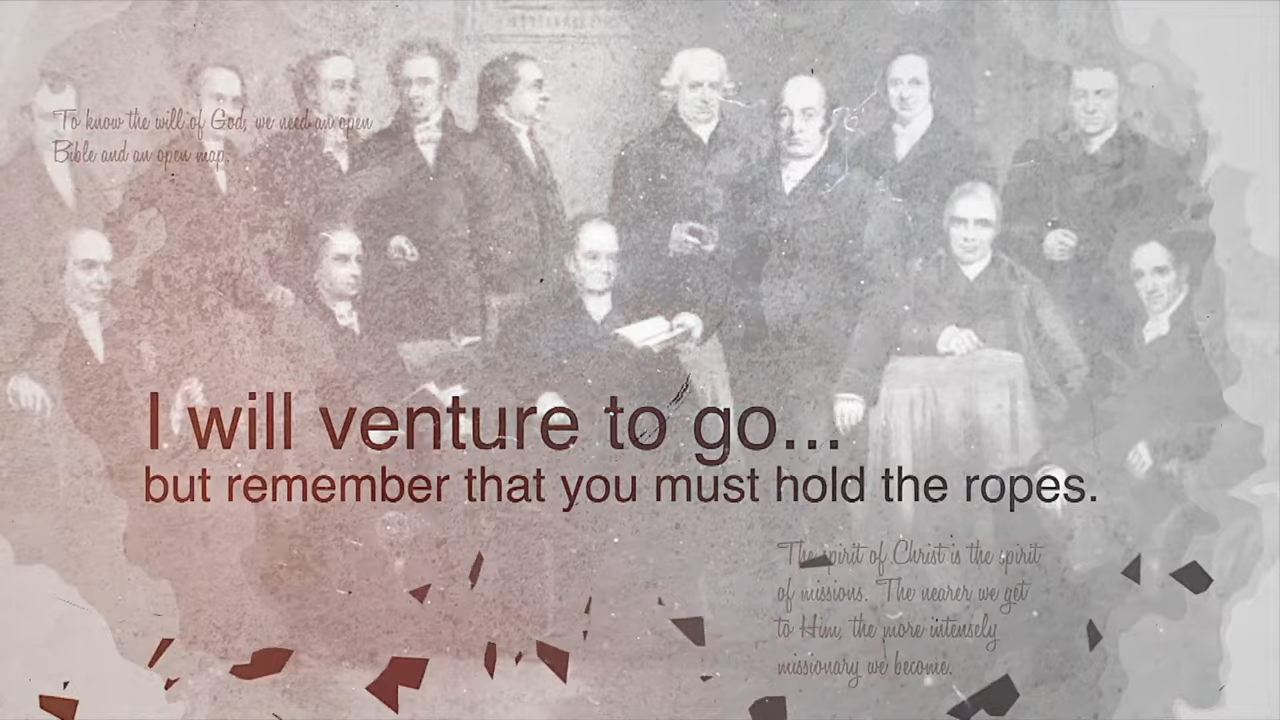 To know the will of God, we need an open
Bible and an open map.
I will venture to go...
but remember that you must hold the ropes.
The spirit of Christ is the spirit
of missions. The nearer we get
to Him, the more intensely
missionary we become.